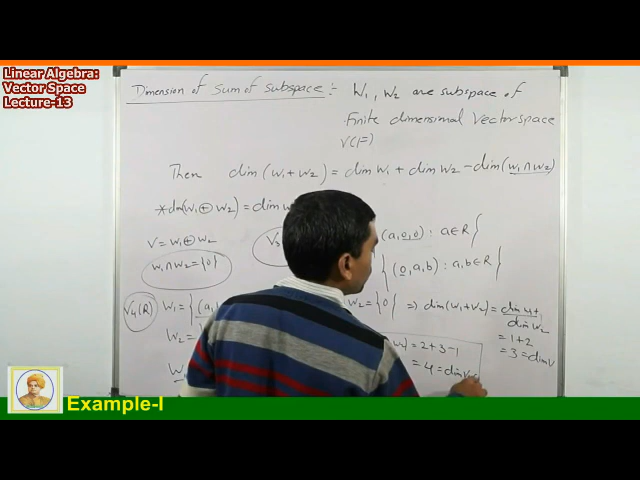 Linear Algebra:
Vector Space
Lecture-13
Dimension of Sum of subspace :- W₁, W₂ are subspace of
Finite dimensional Vector space
V(F)
Then dim (W₁+W₂) = dim W₁ + dim W₂ - dim (W₁∩W₂)
* dim(W₁⊕W₂) = dim W
(a,0,0) : a∈R}
V = W₁⊕W₂
{(0,a,b) : a,b∈R}
W₁∩W₂ = {0}
V₄(R) W₁ = {(a,
W₂ = {0} ⇒ dim(W₁+W₂) = dim W₁+
dim W₂
= 1+2
= 3 = dim V
W₂ =
= 2+3-1
= 4 = dim V
Example-I